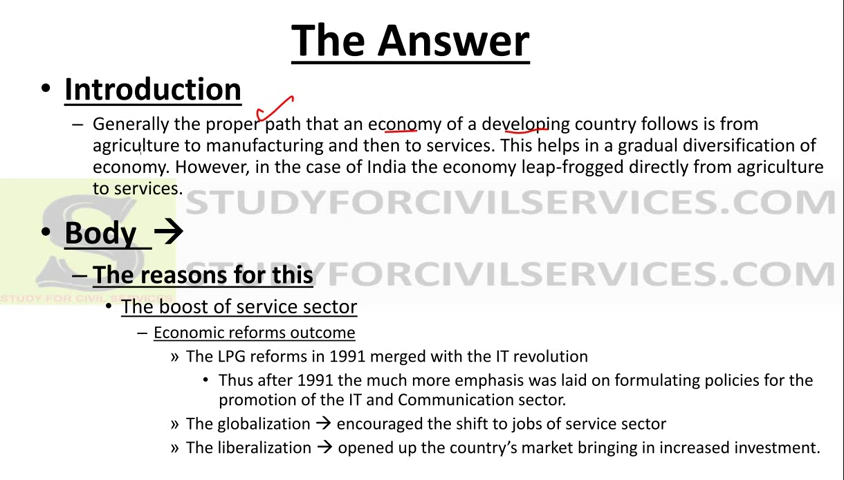 The Answer
• Introduction
– Generally the proper path that an economy of a developing country follows is from
agriculture to manufacturing and then to services. This helps in a gradual diversification of
economy. However, in the case of India the economy leap-frogged directly from agriculture
to services.
STUDYFORCIVILSERVICES.COM
• Body →
– The reasons for this
YFORCIVILSERVICES.COM
STUDY FOR CIVIL SERVICES
• The boost of service sector
– Economic reforms outcome
» The LPG reforms in 1991 merged with the IT revolution
• Thus after 1991 the much more emphasis was laid on formulating policies for the
promotion of the IT and Communication sector.
» The globalization → encouraged the shift to jobs of service sector
» The liberalization → opened up the country’s market bringing in increased investment.